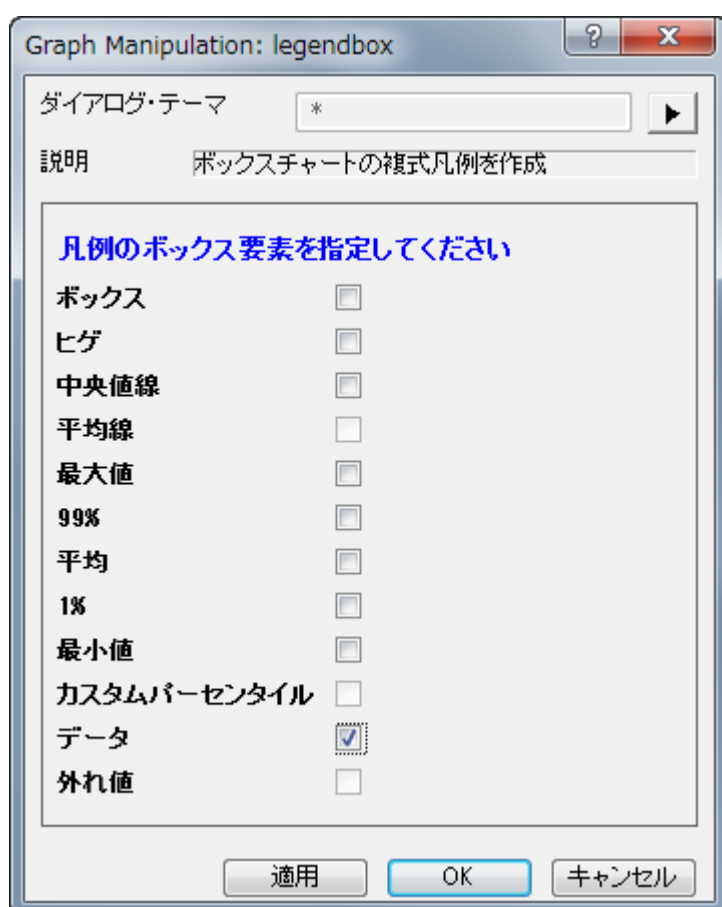 Graph Manipulation: legendbox
ダイアログ・テーマ *
説明 ボックスチャートの複式凡例を作成
凡例のボックス要素を指定してください
ボックス
ヒゲ
中央値線
平均線
最大値
99%
平均
1%
最小値
カスタムパーセンタイル
データ
外れ値
適用 OK キャンセル